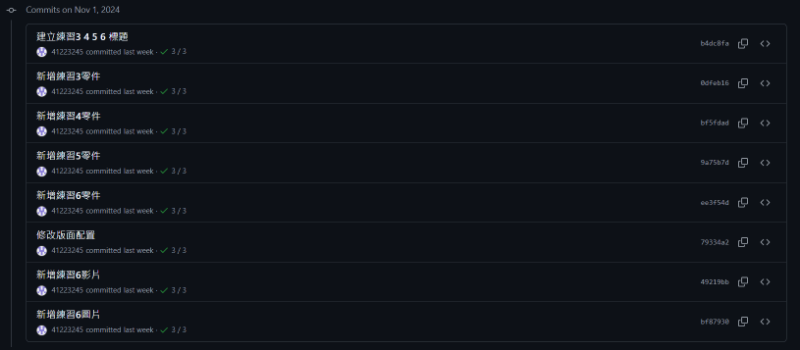 Commits on Nov 1, 2024
建立練習3 4 5 6 標題
41223245 committed last week · ✓ 3 / 3
b4dc8fa
新增練習3零件
41223245 committed last week · ✓ 3 / 3
0dfeb16
新增練習4零件
41223245 committed last week · ✓ 3 / 3
bf5fdad
新增練習5零件
41223245 committed last week · ✓ 3 / 3
9a75b7d
新增練習6零件
41223245 committed last week · ✓ 3 / 3
ee3f54d
修改版面配置
41223245 committed last week · ✓ 3 / 3
79334a2
新增練習6影片
41223245 committed last week · ✓ 3 / 3
49219bb
新增練習6圖片
41223245 committed last week · ✓ 3 / 3
bf87930